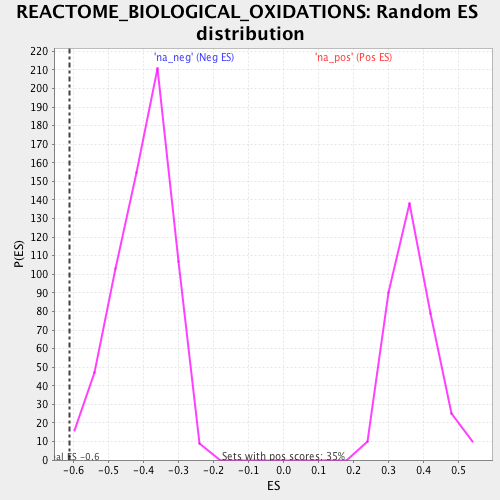 REACTOME_BIOLOGICAL_OXIDATIONS: Random ES
distribution
'na_neg' (Neg ES)
'na_pos' (Pos ES)
220
210
200
190
180
170
160
150
140
130
120
110
100
90
80
70
60
50
40
30
20
10
0
P(ES)
al ES -0.6
Sets with pos scores: 35%
-0.6 -0.5 -0.4 -0.3 -0.2 -0.1 0.0 0.1 0.2 0.3 0.4 0.5
ES